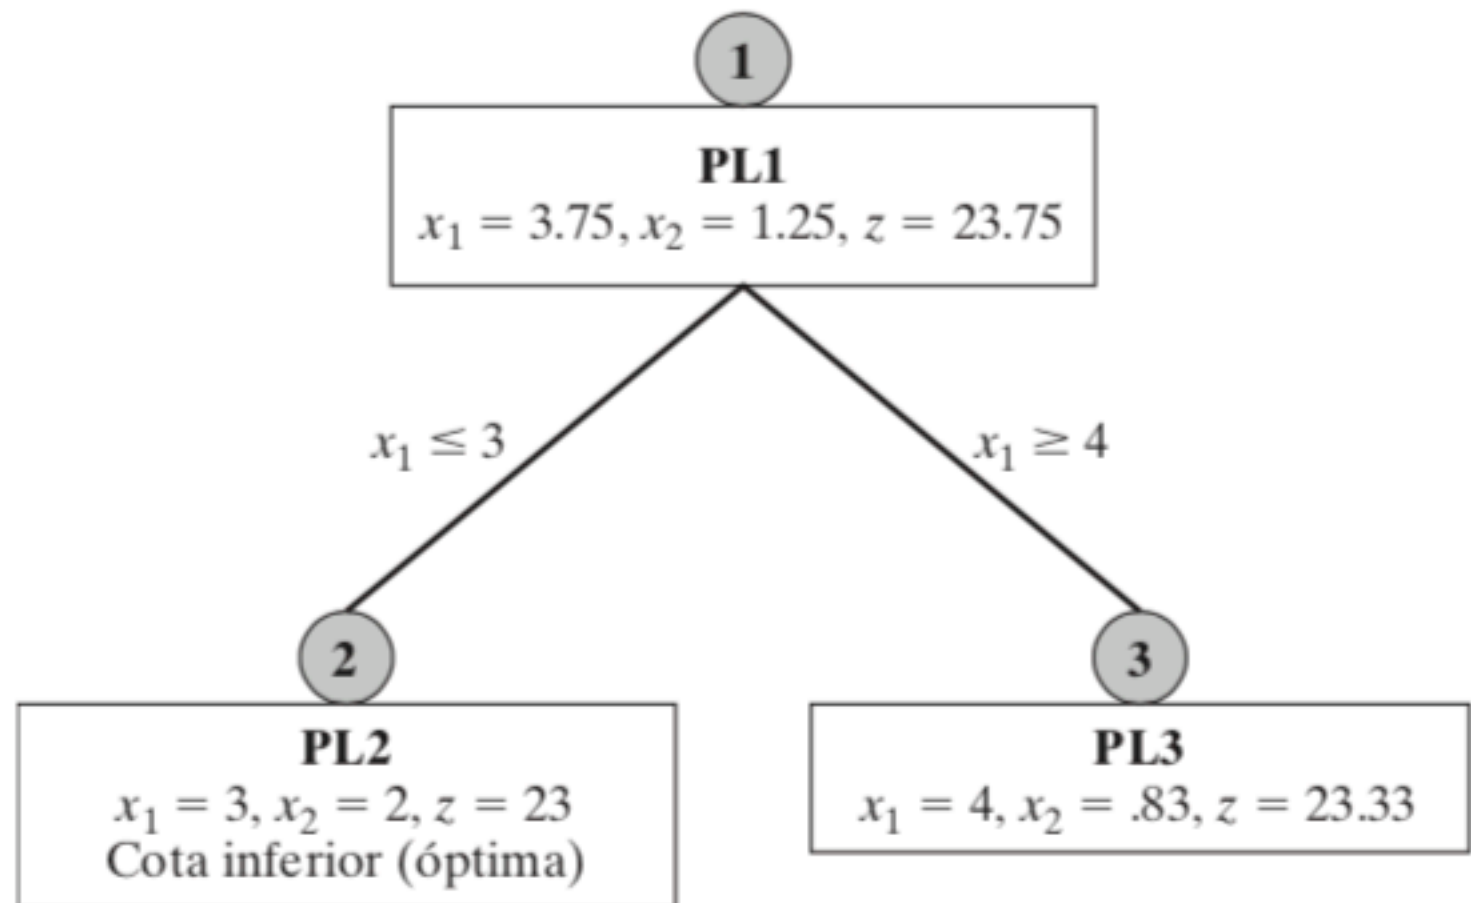 1
PL1
x₁ = 3.75, x₂ = 1.25, z = 23.75
x₁ ≤ 3
x₁ ≥ 4
2
3
PL2
x₁ = 3, x₂ = 2, z = 23
Cota inferior (óptima)
PL3
x₁ = 4, x₂ = .83, z = 23.33